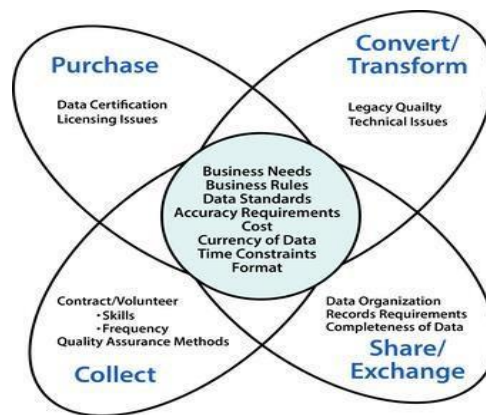 Purchase
Data Certification
Licensing Issues
Convert/
Transform
Legacy Quailty
Technical Issues
Business Needs
Business Rules
Data Standards
Accuracy Requirements
Cost
Currency of Data
Time Constraints
Format
Contract/Volunteer
• Skills
• Frequency
Quality Assurance Methods
Collect
Data Organization
Records Requirements
Completeness of Data
Share/
Exchange